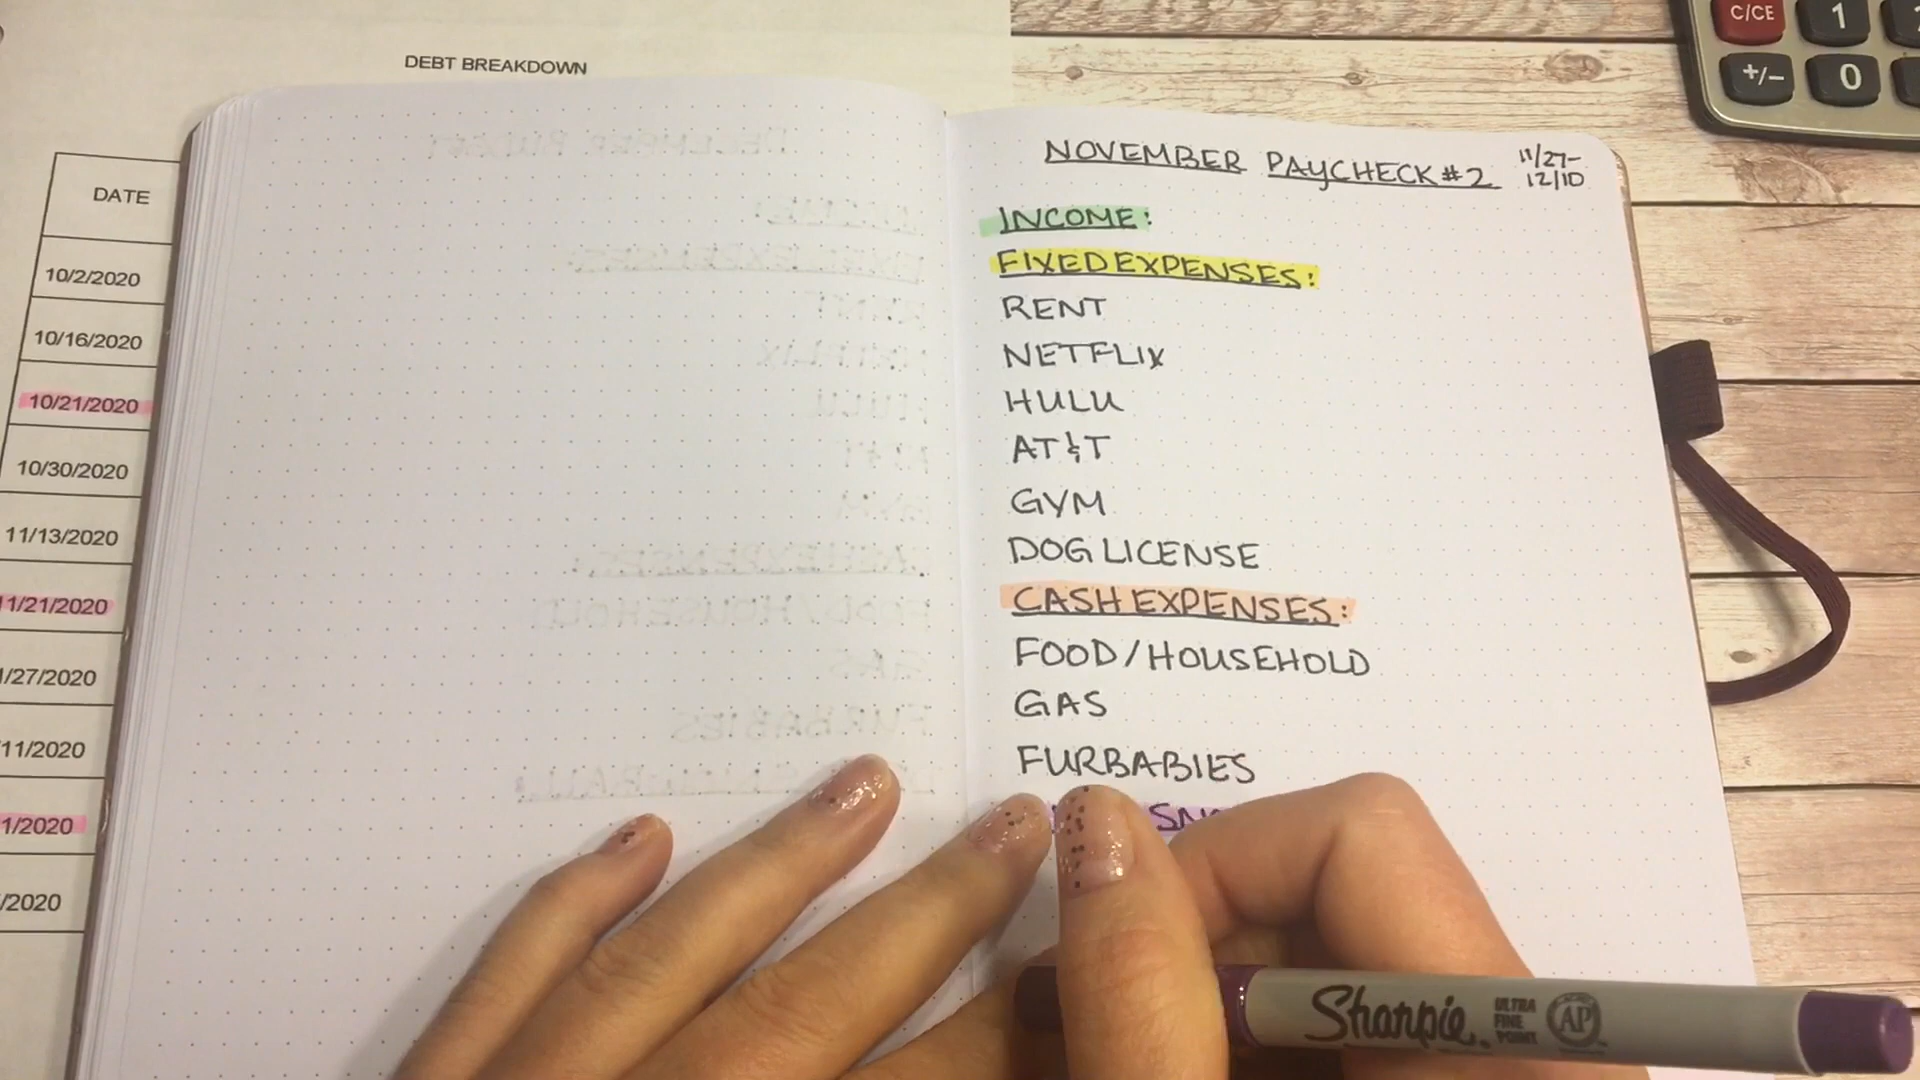 DEBT BREAKDOWN
DATE
10/2/2020
10/16/2020
10/21/2020
10/30/2020
11/13/2020
1/21/2020
/27/2020
11/2020
1/2020
/2020
NOVEMBER PAYCHECK #2
11/27-
12/10
INCOME:
FIXED EXPENSES:
RENT
NETFLIX
HULU
AT&T
GYM
DOG LICENSE
CASH EXPENSES:
FOOD/HOUSEHOLD
GAS
FURBABIES
C/CE
1
+/-
0
Sharpie.
ULTRA
FINE
POINT
AP